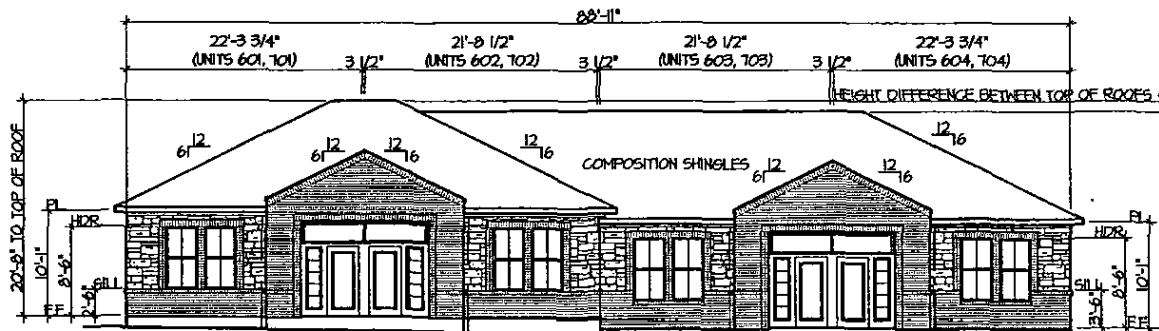 88'-11"
22'-3 3/4"
(UNITS 601, 701)
3 1/2"
21'-8 1/2"
(UNITS 602, 702)
3 1/2"
21'-8 1/2"
(UNITS 603, 703)
3 1/2"
22'-3 3/4"
(UNITS 604, 704)
HEIGHT DIFFERENCE BETWEEN TOP OF ROOFS
20'-8" TO TOP OF ROOF
12
6
12
6
12
6
12
6
COMPOSITION SHINGLES
12
6
12
6
12
6
PL
HDR
10'-1"
8'-6"
SILL
2'-6"
F.F.
PL
HDR
10'-1"
8'-6"
SILL
3'-6"
F.F.